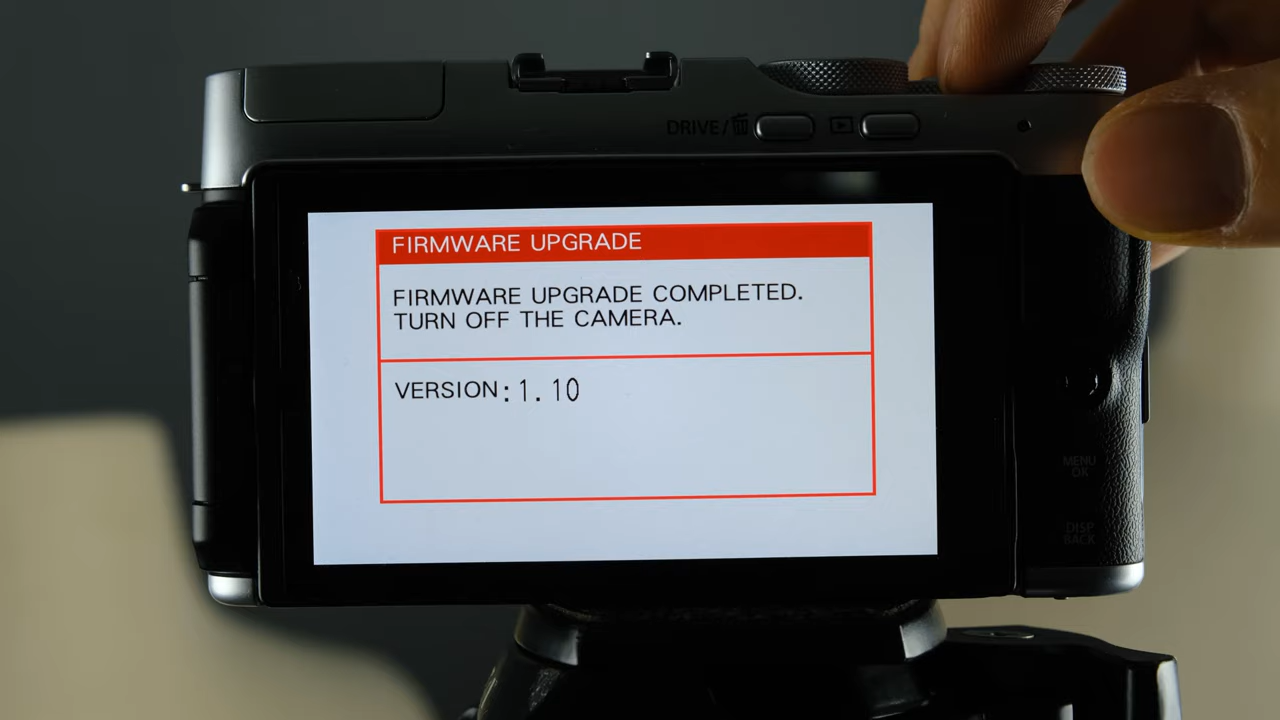 DRIVE/
FIRMWARE UPGRADE
FIRMWARE UPGRADE COMPLETED.
TURN OFF THE CAMERA.
VERSION:1.10
MENU
OK
DISP
BACK